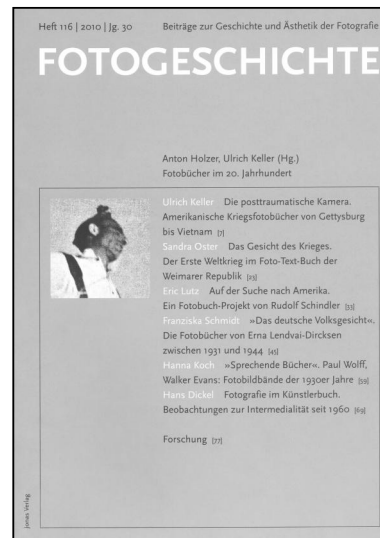 Heft 116 | 2010 | Jg. 30 Beiträge zur Geschichte und Ästhetik der Fotografie
FOTOGESCHICHTE
Anton Holzer, Ulrich Keller (Hg.)
Fotobücher im 20. Jahrhundert
Ulrich Keller Die posttraumatische Kamera.
Amerikanische Kriegsfotobücher von Gettysburg
bis Vietnam [7]
Sandra Oster Das Gesicht des Krieges.
Der Erste Weltkrieg im Foto-Text-Buch der
Weimarer Republik [23]
Eric Lutz Auf der Suche nach Amerika.
Ein Fotobuch-Projekt von Rudolf Schindler [33]
Franziska Schmidt »Das deutsche Volksgesicht«.
Die Fotobücher von Erna Lendvai-Dircksen
zwischen 1931 und 1944 [45]
Hanna Koch »Sprechende Bücher«. Paul Wolff,
Walker Evans: Fotobildbände der 1930er Jahre [59]
Hans Dickel Fotografie im Künstlerbuch.
Beobachtungen zur Intermedialität seit 1960 [69]
Forschung [77]
Jonas Verlag